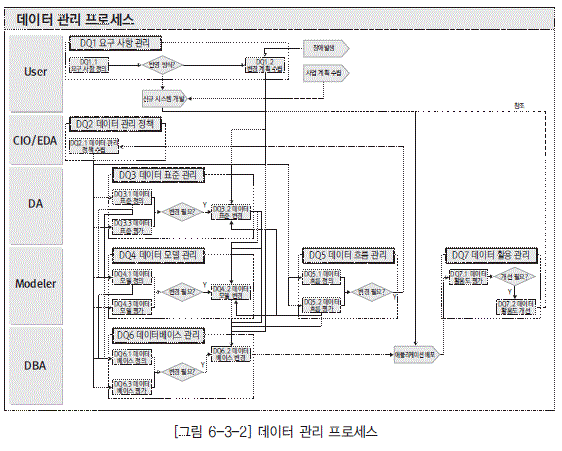 데이터 관리 프로세스
User
DQ1 요구 사항 관리
DQ1.1
요구 사항 정의
반영 방식?
DQ1.2
변경 계획 수립
장애 발생
사업 계획 수립
신규 시스템 개발
참조
CIO/EDA
DQ2 데이터 관리 정책
DQ2.1 데이터 관리
정책 수립
DA
DQ3 데이터 표준 관리
DQ3.1 데이터
표준 정의
DQ3.3 데이터
표준 평가
변경 필요?
Y
DQ3.2 데이터
표준 변경
Modeler
DQ4 데이터 모델 관리
DQ4.1 데이터
모델 정의
DQ4.3 데이터
모델 평가
변경 필요?
Y
DQ4.2 데이터
모델 변경
DQ5 데이터 흐름 관리
DQ5.1 데이터
흐름 정의
DQ5.2 데이터
흐름 평가
변경 필요?
Y
DQ7 데이터 활용 관리
DQ7.1 데이터
활용도 평가
개선 필요?
Y
DQ7.2 데이터
활용도 개선
DBA
DQ6 데이터베이스 관리
DQ6.1 데이터
베이스 정의
DQ6.3 데이터
베이스 평가
변경 필요?
Y
DQ6.2 데이터
베이스 변경
애플리케이션 배포
[그림 6-3-2] 데이터 관리 프로세스